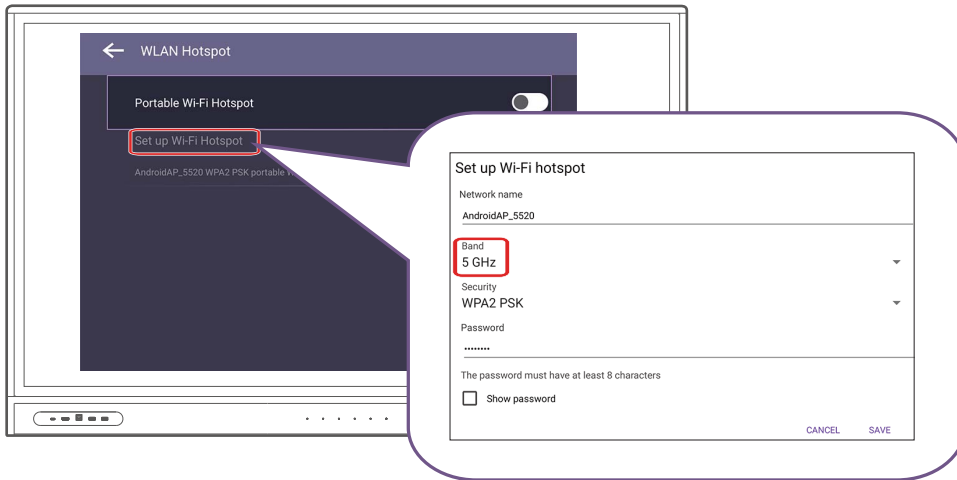 WLAN Hotspot
Portable Wi-Fi Hotspot
Set up Wi-Fi Hotspot
AndroidAP_5520 WPA2 PSK portable
Set up Wi-Fi hotspot
Network name
AndroidAP_5520
Band
5 GHz
Security
WPA2 PSK
Password
••••••••
The password must have at least 8 characters
Show password
CANCEL SAVE